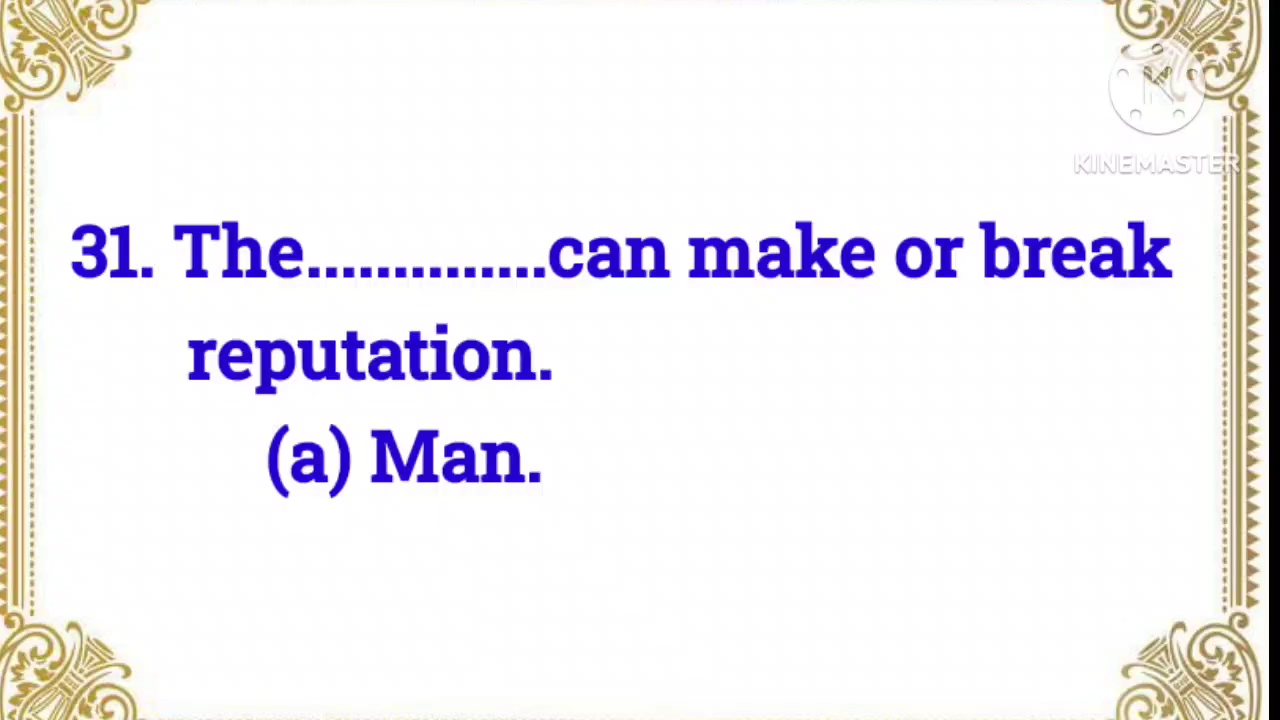 KINEMASTER
31. The..............can make or break
reputation.
(a) Man.